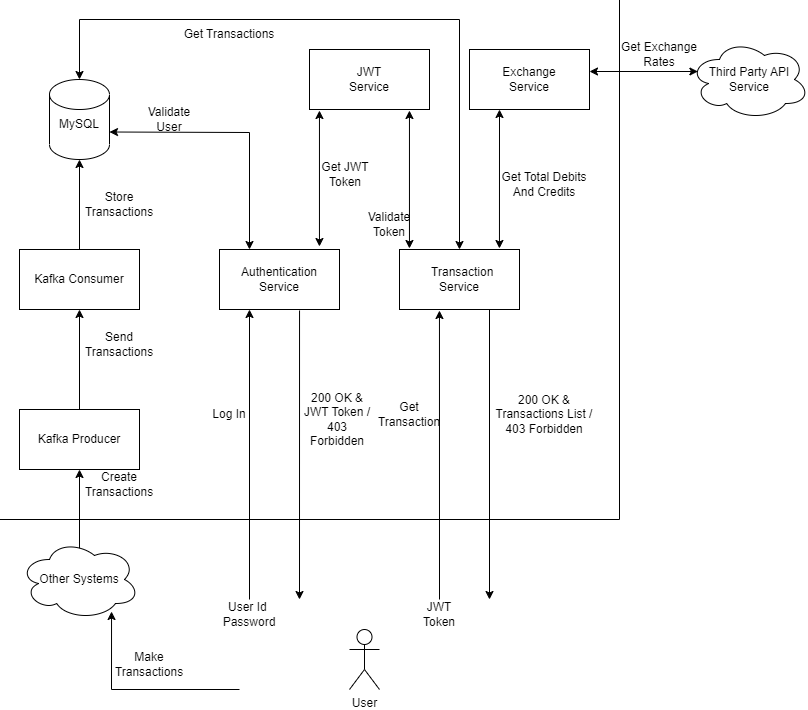 Get Transactions
Get Exchange
Rates
JWT
Service
Exchange
Service
Third Party API
Service
MySQL
Validate
User
Get JWT
Token
Get Total Debits
And Credits
Store
Transactions
Validate
Token
Kafka Consumer
Authentication
Service
Transaction
Service
Send
Transactions
Log In
200 OK &
JWT Token /
403
Forbidden
Get
Transaction
200 OK &
Transactions List /
403 Forbidden
Kafka Producer
Create
Transactions
Other Systems
User Id
Password
JWT
Token
Make
Transactions
User